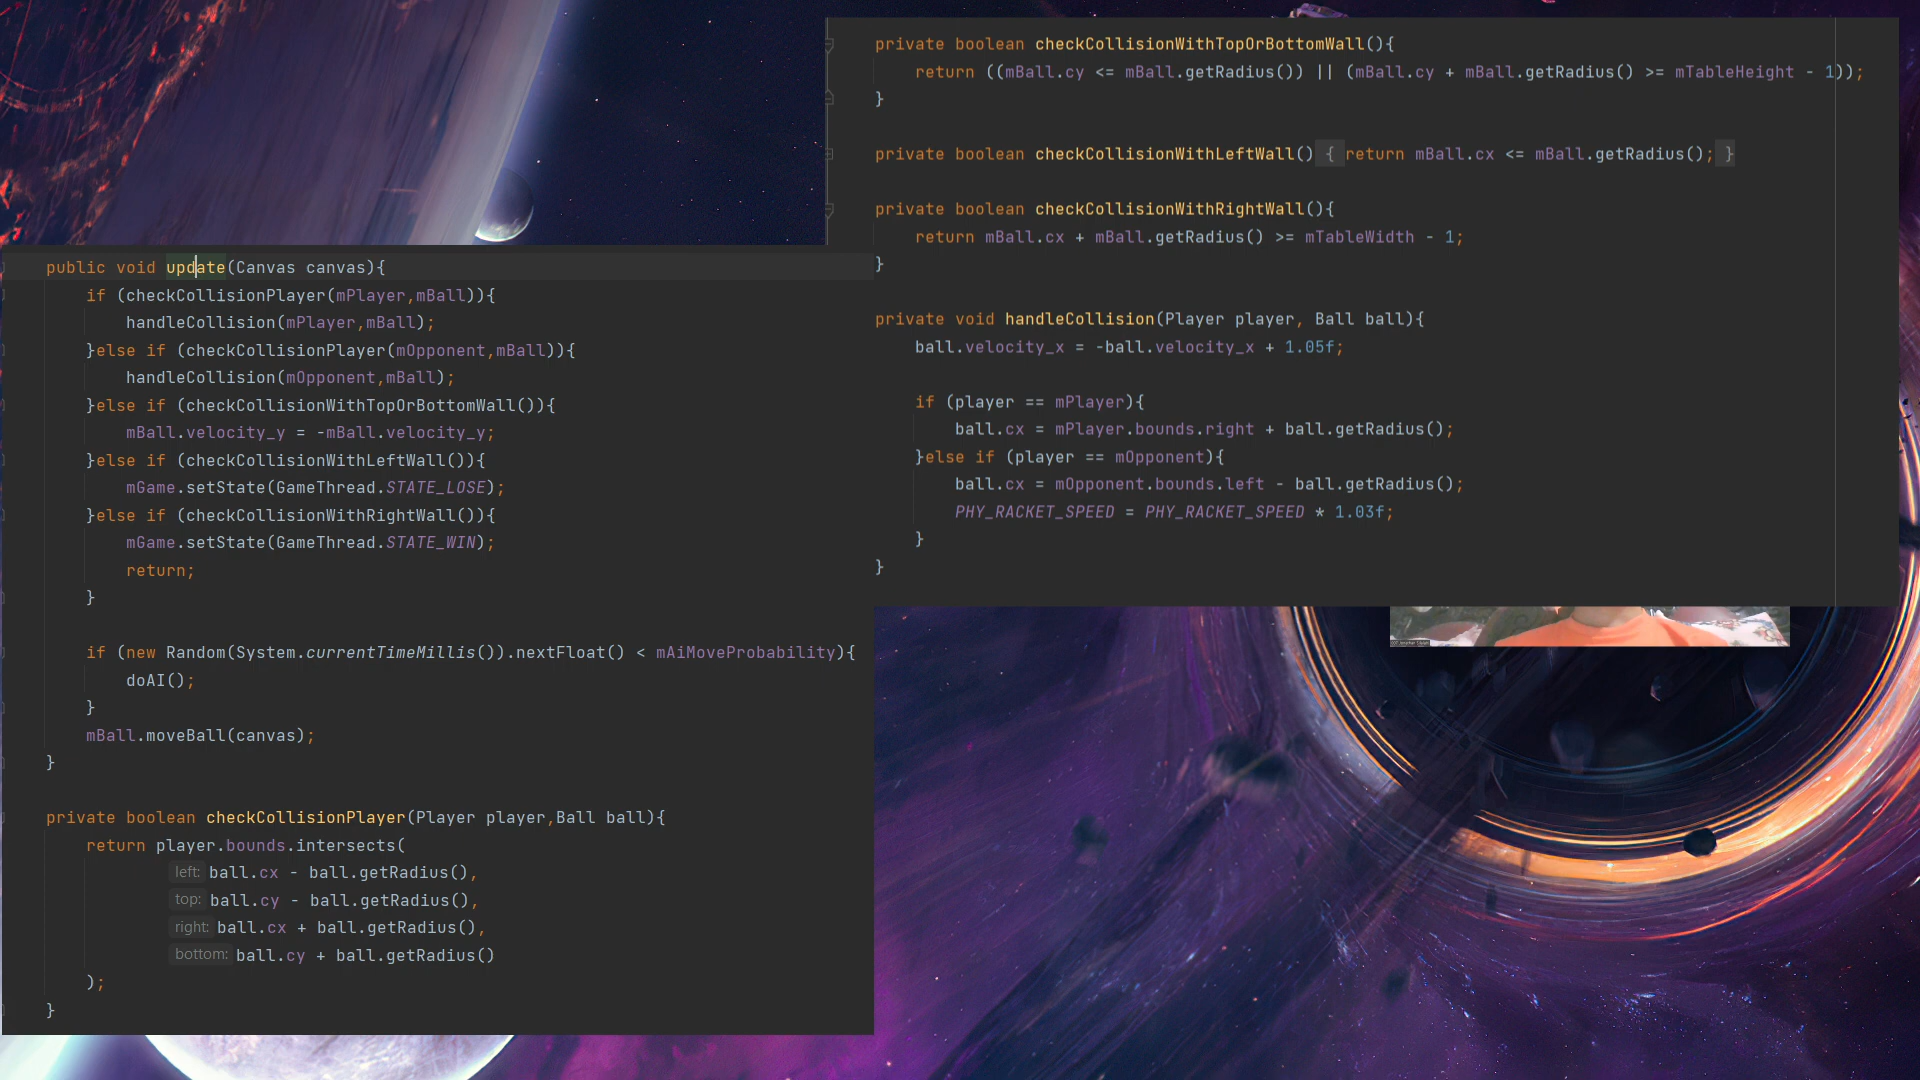 public void update(Canvas canvas){
if (checkCollisionPlayer(mPlayer,mBall)){
handleCollision(mPlayer,mBall);
}else if (checkCollisionPlayer(mOpponent,mBall)){
handleCollision(mOpponent,mBall);
}else if (checkCollisionWithTopOrBottomWall()){
mBall.velocity_y = -mBall.velocity_y;
}else if (checkCollisionWithLeftWall()){
mGame.setState(GameThread.STATE_LOSE);
}else if (checkCollisionWithRightWall()){
mGame.setState(GameThread.STATE_WIN);
return;
}
if (new Random(System.currentTimeMillis()).nextFloat() < mAiMoveProbability){
doAI();
}
mBall.moveBall(canvas);
}
private boolean checkCollisionPlayer(Player player,Ball ball){
return player.bounds.intersects(
left: ball.cx - ball.getRadius(),
top: ball.cy - ball.getRadius(),
right: ball.cx + ball.getRadius(),
bottom: ball.cy + ball.getRadius()
);
}
private boolean checkCollisionWithTopOrBottomWall(){
return ((mBall.cy <= mBall.getRadius()) || (mBall.cy + mBall.getRadius() >= mTableHeight - 1));
}
private boolean checkCollisionWithLeftWall() { return mBall.cx <= mBall.getRadius(); }
private boolean checkCollisionWithRightWall(){
return mBall.cx + mBall.getRadius() >= mTableWidth - 1;
}
private void handleCollision(Player player, Ball ball){
ball.velocity_x = -ball.velocity_x + 1.05f;
if (player == mPlayer){
ball.cx = mPlayer.bounds.right + ball.getRadius();
}else if (player == mOpponent){
ball.cx = mOpponent.bounds.left - ball.getRadius();
PHY_RACKET_SPEED = PHY_RACKET_SPEED * 1.03f;
}
}